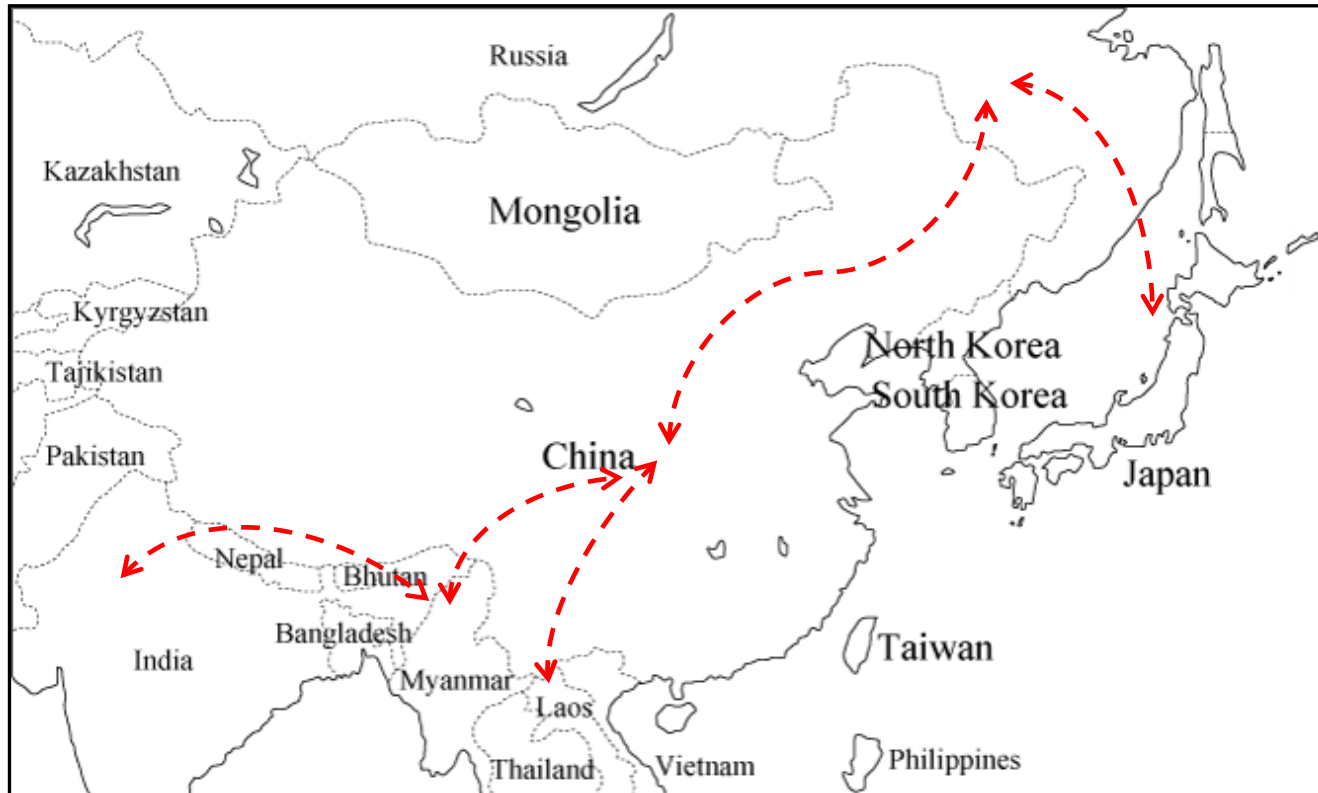 Russia
Kazakhstan
Mongolia
Kyrgyzstan
North Korea
Tajikistan
South Korea
Pakistan
China
Japan
Nepal
Bhutan
Bangladesh
India
Taiwan
Myanmar
Laos
Vietnam
Philippines
Thailand